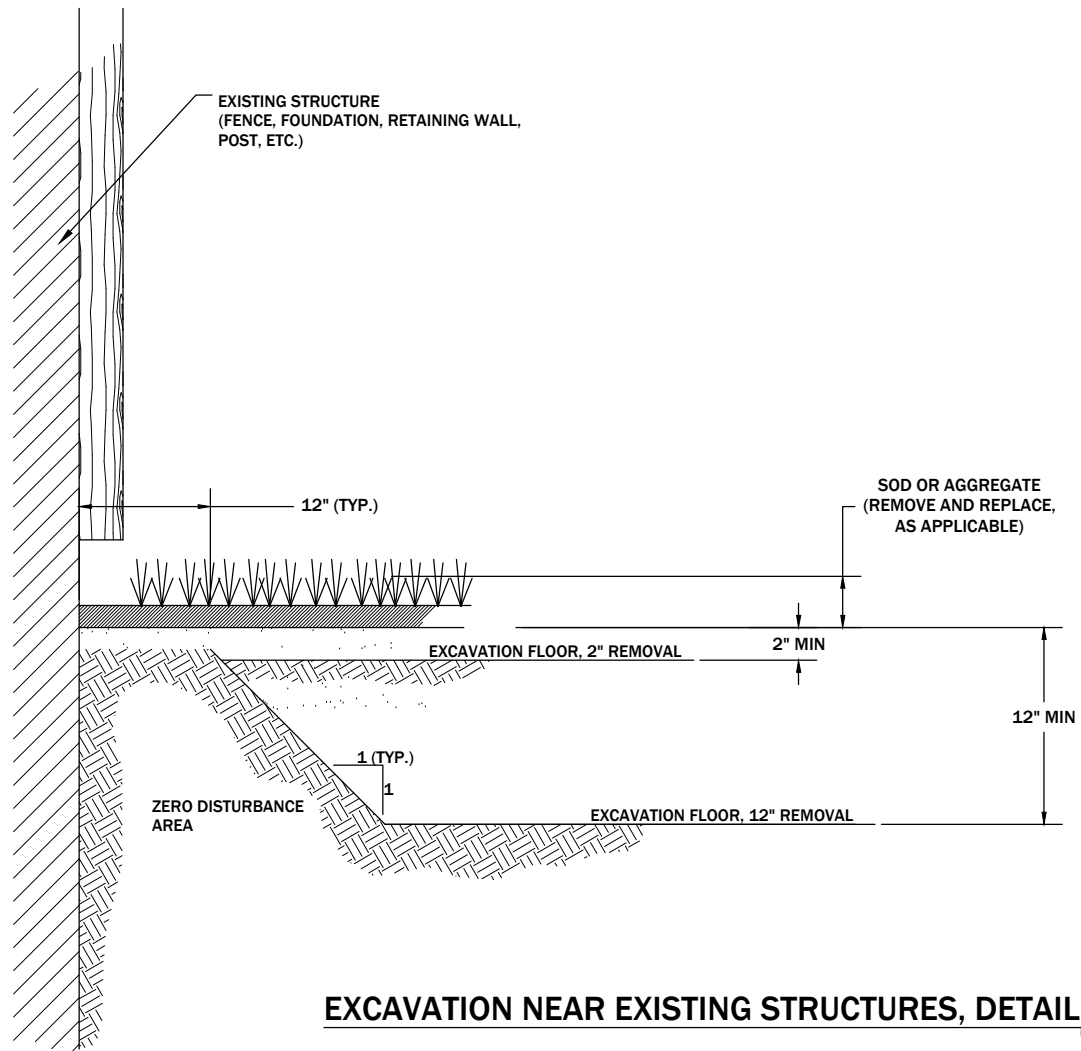 EXISTING STRUCTURE
(FENCE, FOUNDATION, RETAINING WALL,
POST, ETC.)
12" (TYP.)
SOD OR AGGREGATE
(REMOVE AND REPLACE,
AS APPLICABLE)
2" MIN
EXCAVATION FLOOR, 2" REMOVAL
12" MIN
1 (TYP.)
1
ZERO DISTURBANCE
AREA
EXCAVATION FLOOR, 12" REMOVAL
EXCAVATION NEAR EXISTING STRUCTURES, DETAIL